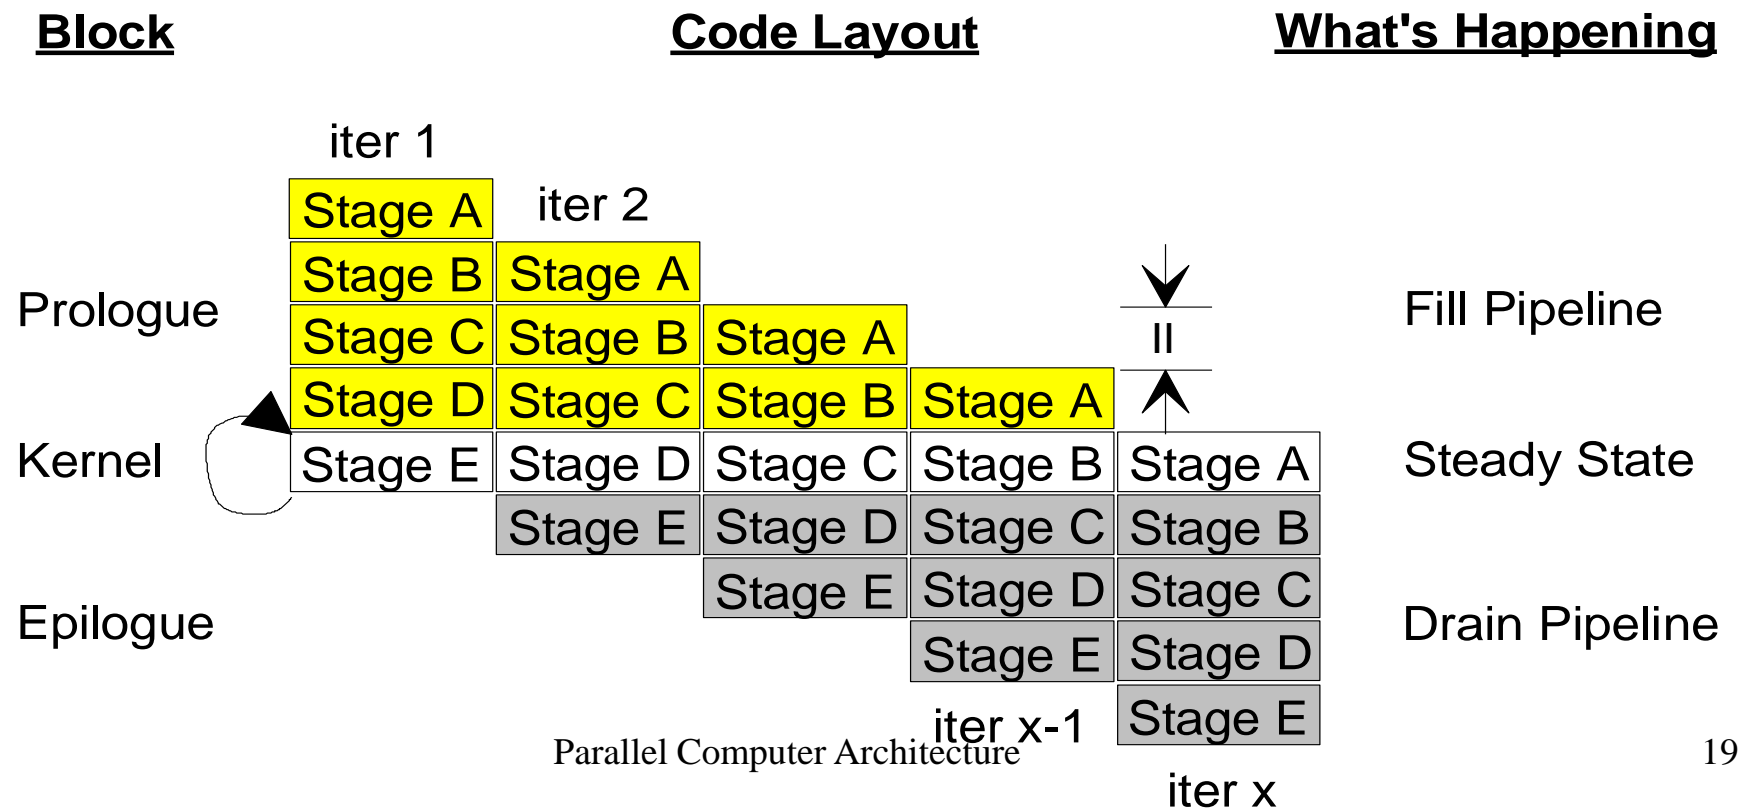 Block Code Layout What's Happening
iter 1
Stage A iter 2
Stage B Stage A
Prologue Stage C Stage B Stage A II Fill Pipeline
Stage D Stage C Stage B Stage A
Kernel Stage E Stage D Stage C Stage B Stage A Steady State
Stage E Stage D Stage C Stage B
Stage E Stage D Stage C
Epilogue Drain Pipeline
Stage E Stage D
iter x-1 Stage E
Parallel Computer Architecture 19
iter x